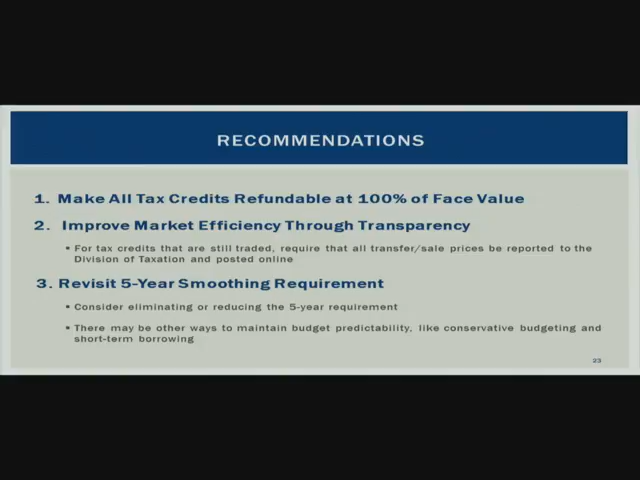 RECOMMENDATIONS
1. Make All Tax Credits Refundable at 100% of Face Value
2. Improve Market Efficiency Through Transparency
▪ For tax credits that are still traded, require that all transfer/sale prices be reported to the
Division of Taxation and posted online
3. Revisit 5-Year Smoothing Requirement
▪ Consider eliminating or reducing the 5-year requirement
▪ There may be other ways to maintain budget predictability, like conservative budgeting and
short-term borrowing
23